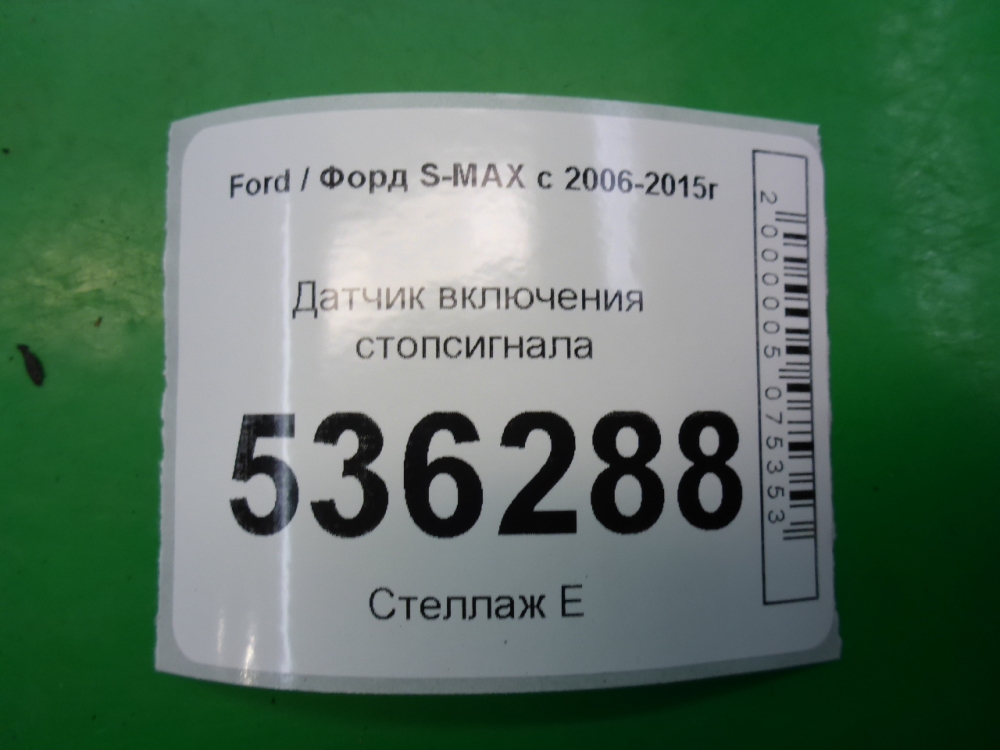 Ford / Форд S-MAX с 2006-2015г
Датчик включения
стопсигнала
536288
Стеллаж Е
2000005075353